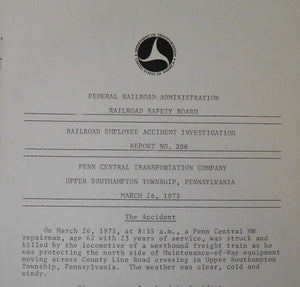 FEDERAL RAILROAD ADMINISTRATION
RAILROAD SAFETY BOARD
RAILROAD EMPLOYEE ACCIDENT INVESTIGATION
REPORT NO. 206
PENN CENTRAL TRANSPORTATION COMPANY
UPPER SOUTHAMPTON TOWNSHIP, PENNSYLVANIA
MARCH 26, 1975
The Accident
On March 26, 1975, at 8:55 a.m., a Penn Central NW
repairman, age 62 with 23 years of service, was struck and
killed by the locomotive of a westbound freight train as he
was protecting the north side of Maintenance-of-Way equipment
moving across County Line Road crossing in Upper Southampton
Township, Pennsylvania. The weather was clear, cold and
windy.